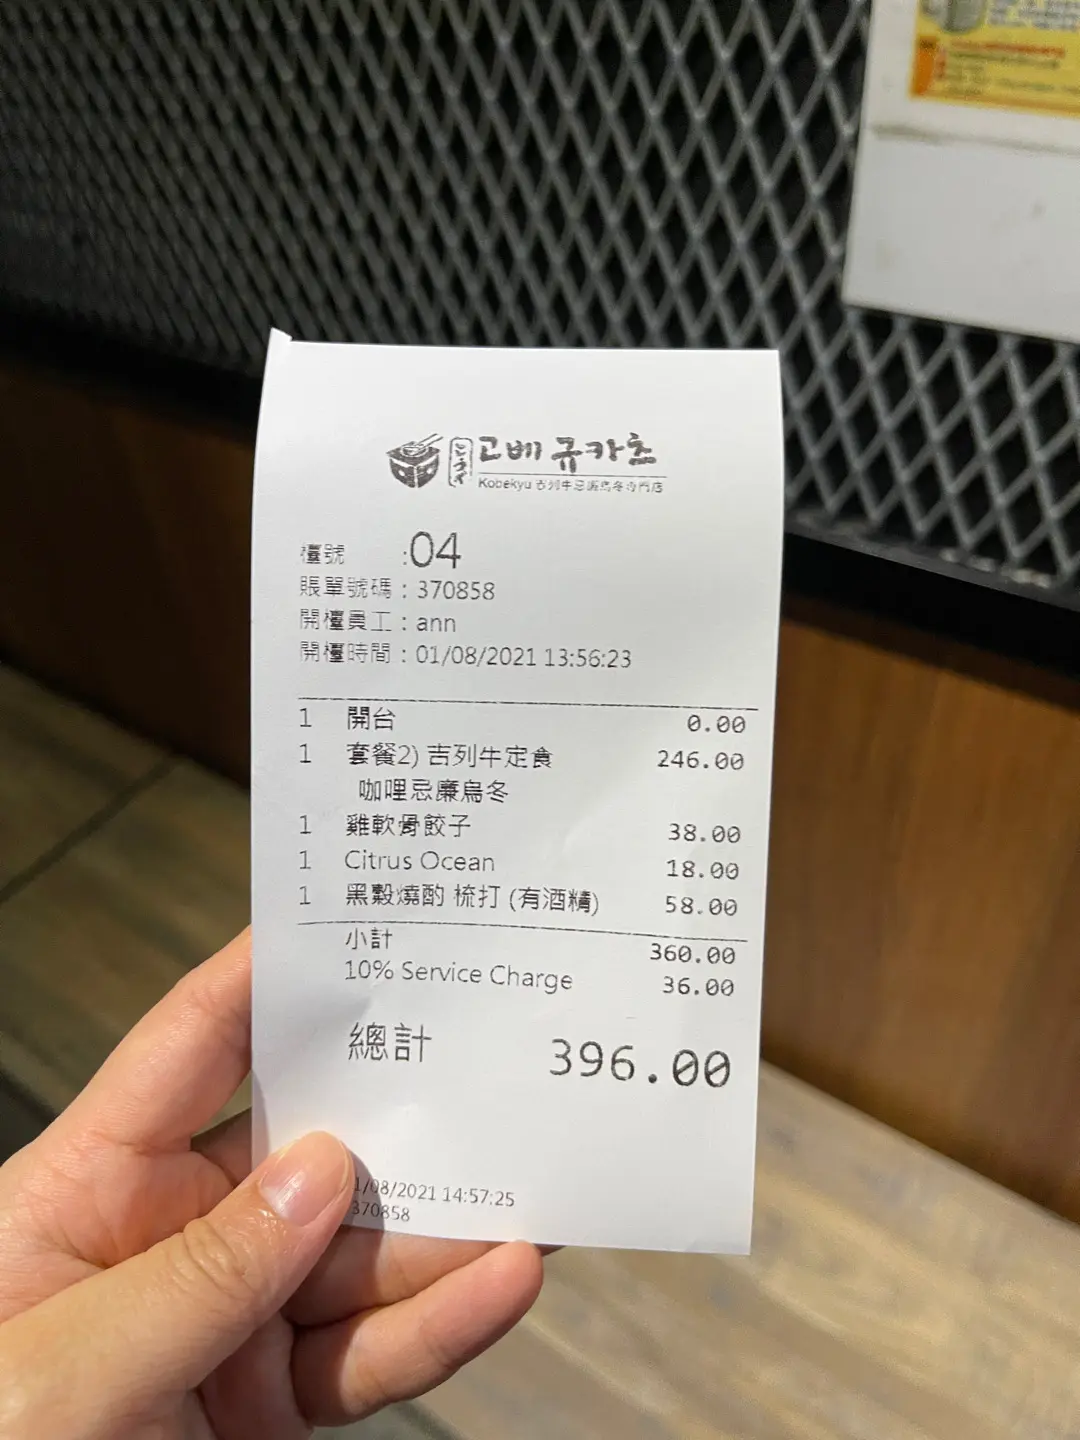 とライ
고베 규카츠
Kobekyu 吉列牛忌廉烏冬專門店
檯號 :04
賬單號碼 : 370858
開檯員工 : ann
開檯時間 : 01/08/2021 13:56:23
1 開台 0.00
1 套餐2) 吉列牛定食 246.00
咖哩忌廉烏冬
1 雞軟骨餃子 38.00
1 Citrus Ocean 18.00
1 黑穀燒酌 梳打 (有酒精) 58.00
小計 360.00
10% Service Charge 36.00
總計 396.00
1/08/2021 14:57:25
370858